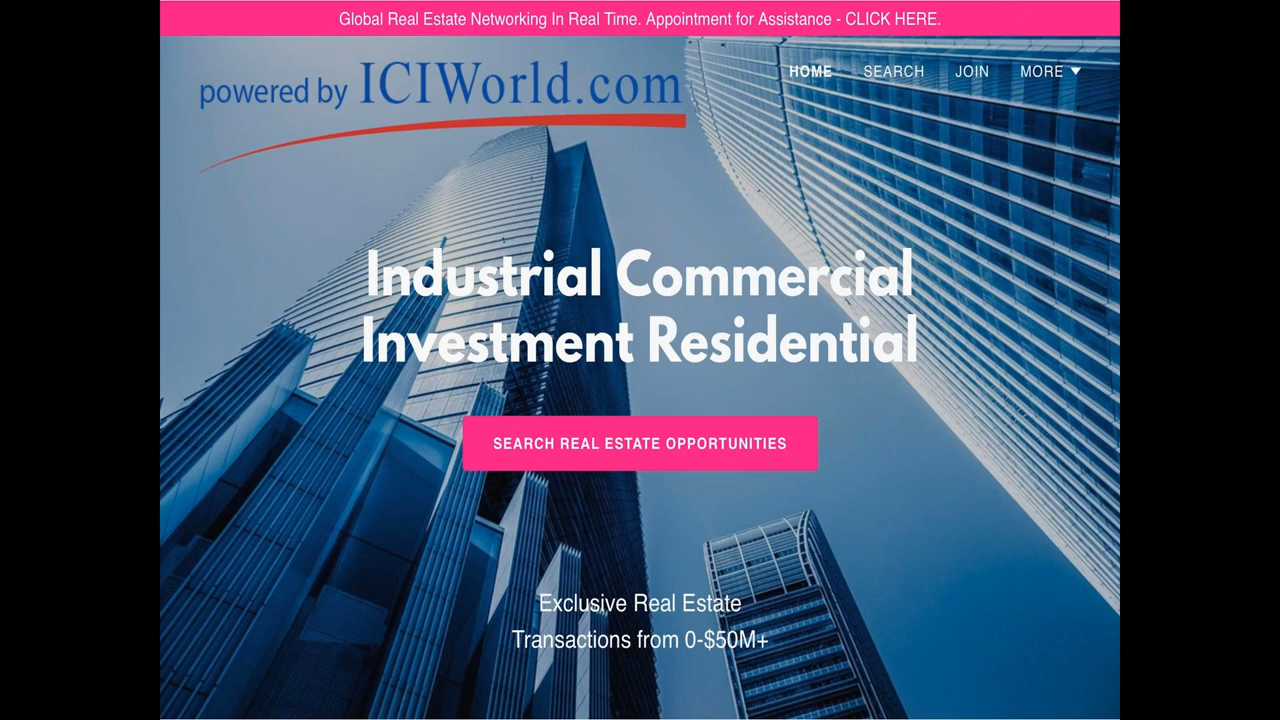 Global Real Estate Networking In Real Time. Appointment for Assistance - CLICK HERE.
powered by ICIWorld.com
HOME SEARCH JOIN MORE ▼
Industrial Commercial
Investment Residential
SEARCH REAL ESTATE OPPORTUNITIES
Exclusive Real Estate
Transactions from 0-$50M+